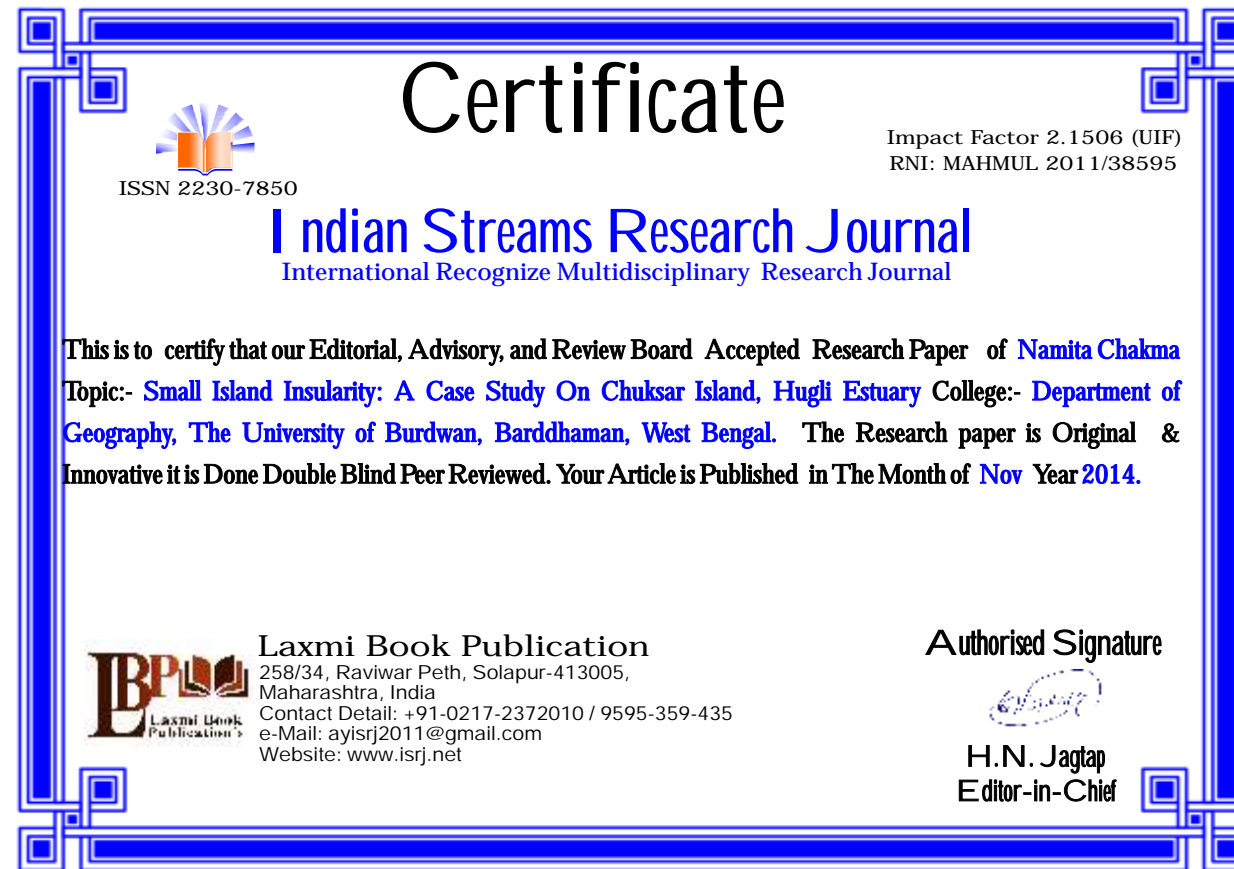 Certificate
Impact Factor 2.1506 (UIF)
RNI: MAHMUL 2011/38595
ISSN 2230-7850
Indian Streams Research Journal
International Recognize Multidisciplinary Research Journal
This is to certify that our Editorial, Advisory, and Review Board Accepted Research Paper of Namita Chakma
Topic:- Small Island Insularity: A Case Study On Chuksar Island, Hugli Estuary College:- Department of
Geography, The University of Burdwan, Barddhaman, West Bengal. The Research paper is Original &
Innovative it is Done Double Blind Peer Reviewed. Your Article is Published in The Month of Nov Year 2014.
LBP
Laxmi Book
Publication's
Laxmi Book Publication
258/34, Raviwar Peth, Solapur-413005,
Maharashtra, India
Contact Detail: +91-0217-2372010 / 9595-359-435
e-Mail: ayisrj2011@gmail.com
Website: www.isrj.net
Authorised Signature
H.N. Jagtap
Editor-in-Chief